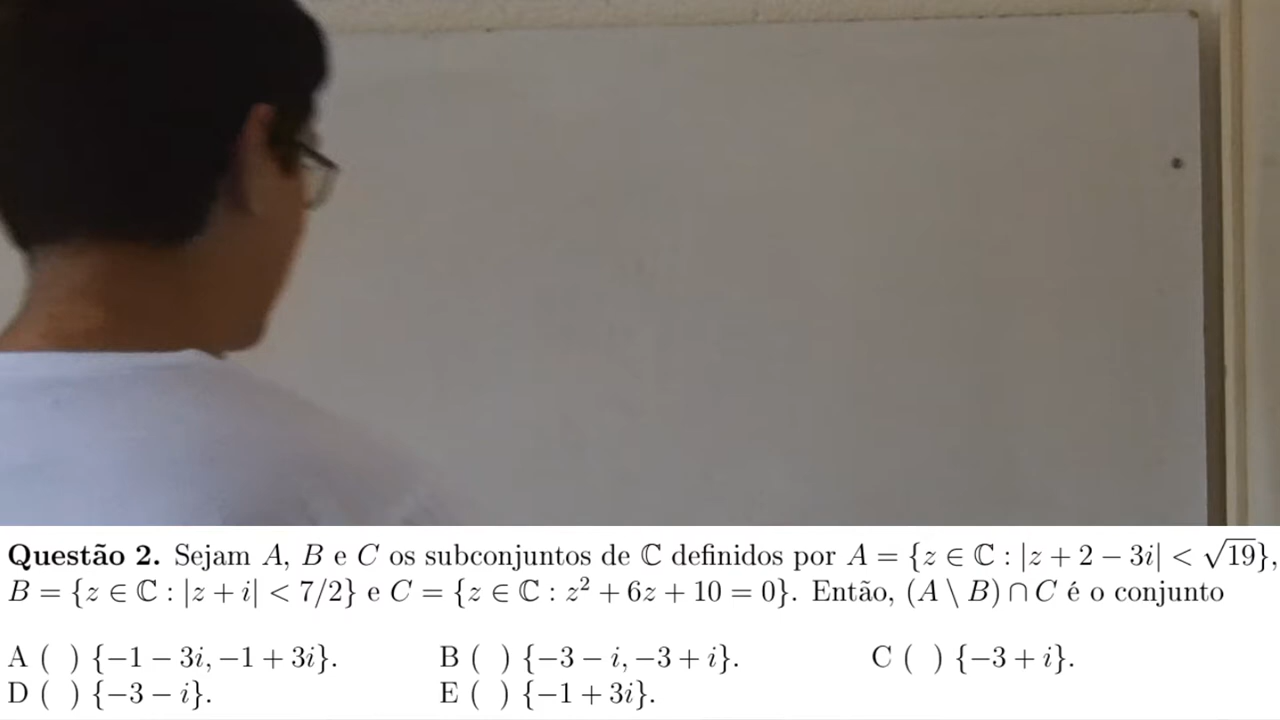 Questão 2. Sejam A, B e C os subconjuntos de ℂ definidos por A = {z ∈ ℂ : |z + 2 − 3i| < √19},
B = {z ∈ ℂ : |z + i| < 7/2} e C = {z ∈ ℂ : z² + 6z + 10 = 0}. Então, (A \ B) ∩ C é o conjunto
A ( ) {−1 − 3i, −1 + 3i}. B ( ) {−3 − i, −3 + i}. C ( ) {−3 + i}.
D ( ) {−3 − i}. E ( ) {−1 + 3i}.